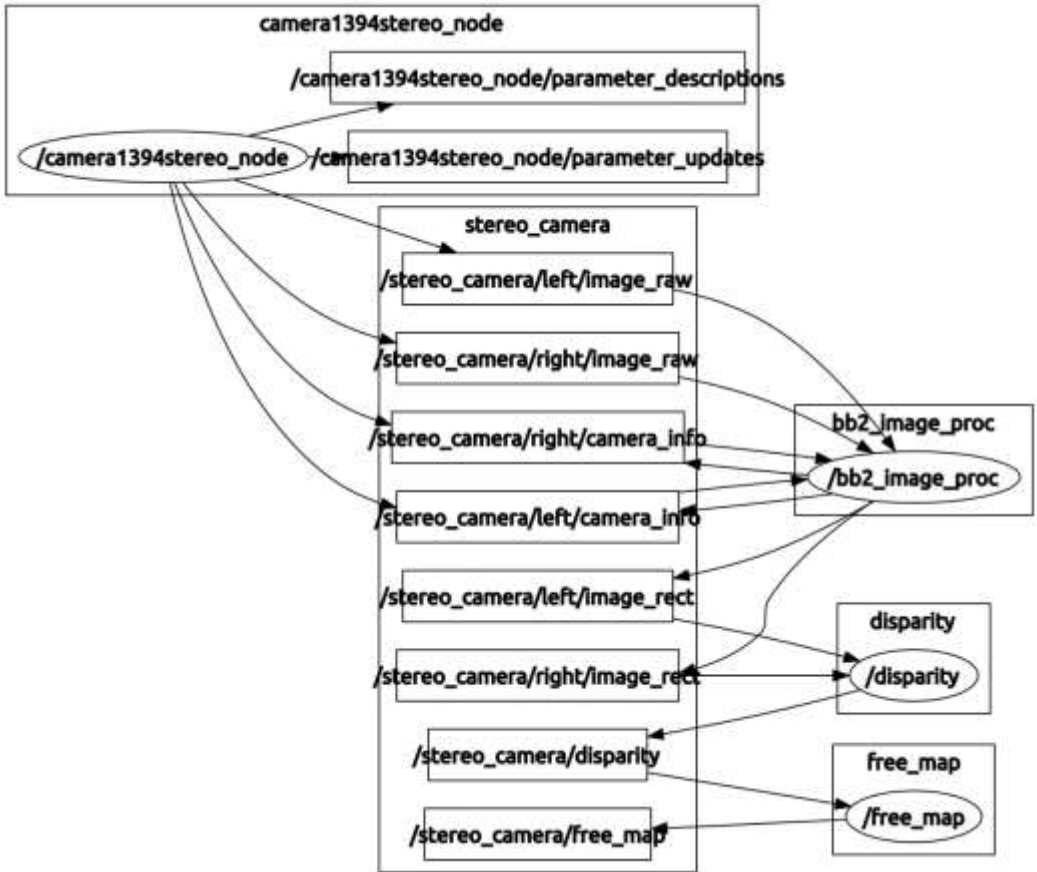 camera1394stereo_node
/camera1394stereo_node/parameter_descriptions
/camera1394stereo_node
/camera1394stereo_node/parameter_updates
stereo_camera
/stereo_camera/left/image_raw
/stereo_camera/right/image_raw
/stereo_camera/right/camera_info
/stereo_camera/left/camera_info
/stereo_camera/left/image_rect
/stereo_camera/right/image_rect
/stereo_camera/disparity
/stereo_camera/free_map
bb2_image_proc
/bb2_image_proc
disparity
/disparity
free_map
/free_map